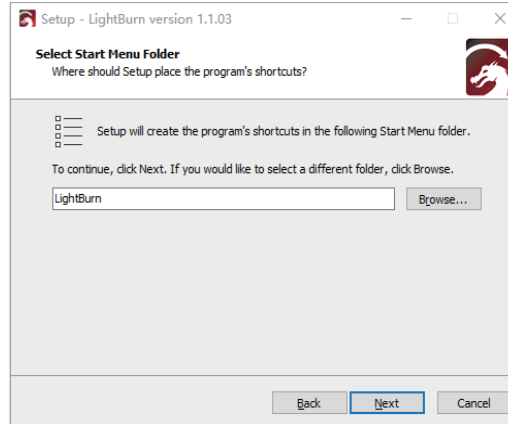 Setup - LightBurn version 1.1.03
Select Start Menu Folder
Where should Setup place the program's shortcuts?
Setup will create the program's shortcuts in the following Start Menu folder.
To continue, click Next. If you would like to select a different folder, click Browse.
LightBurn
Browse...
Back
Next
Cancel